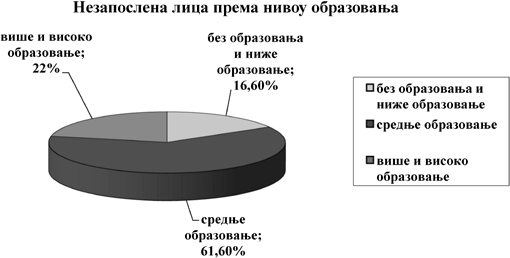 Незапослена лица према нивоу образовања
више и високо
образовање;
22%
без образовања
и ниже
образовање;
16,60%
средње
образовање;
61,60%
без образовања и
ниже образовање
средње образовање
више и високо
образовање